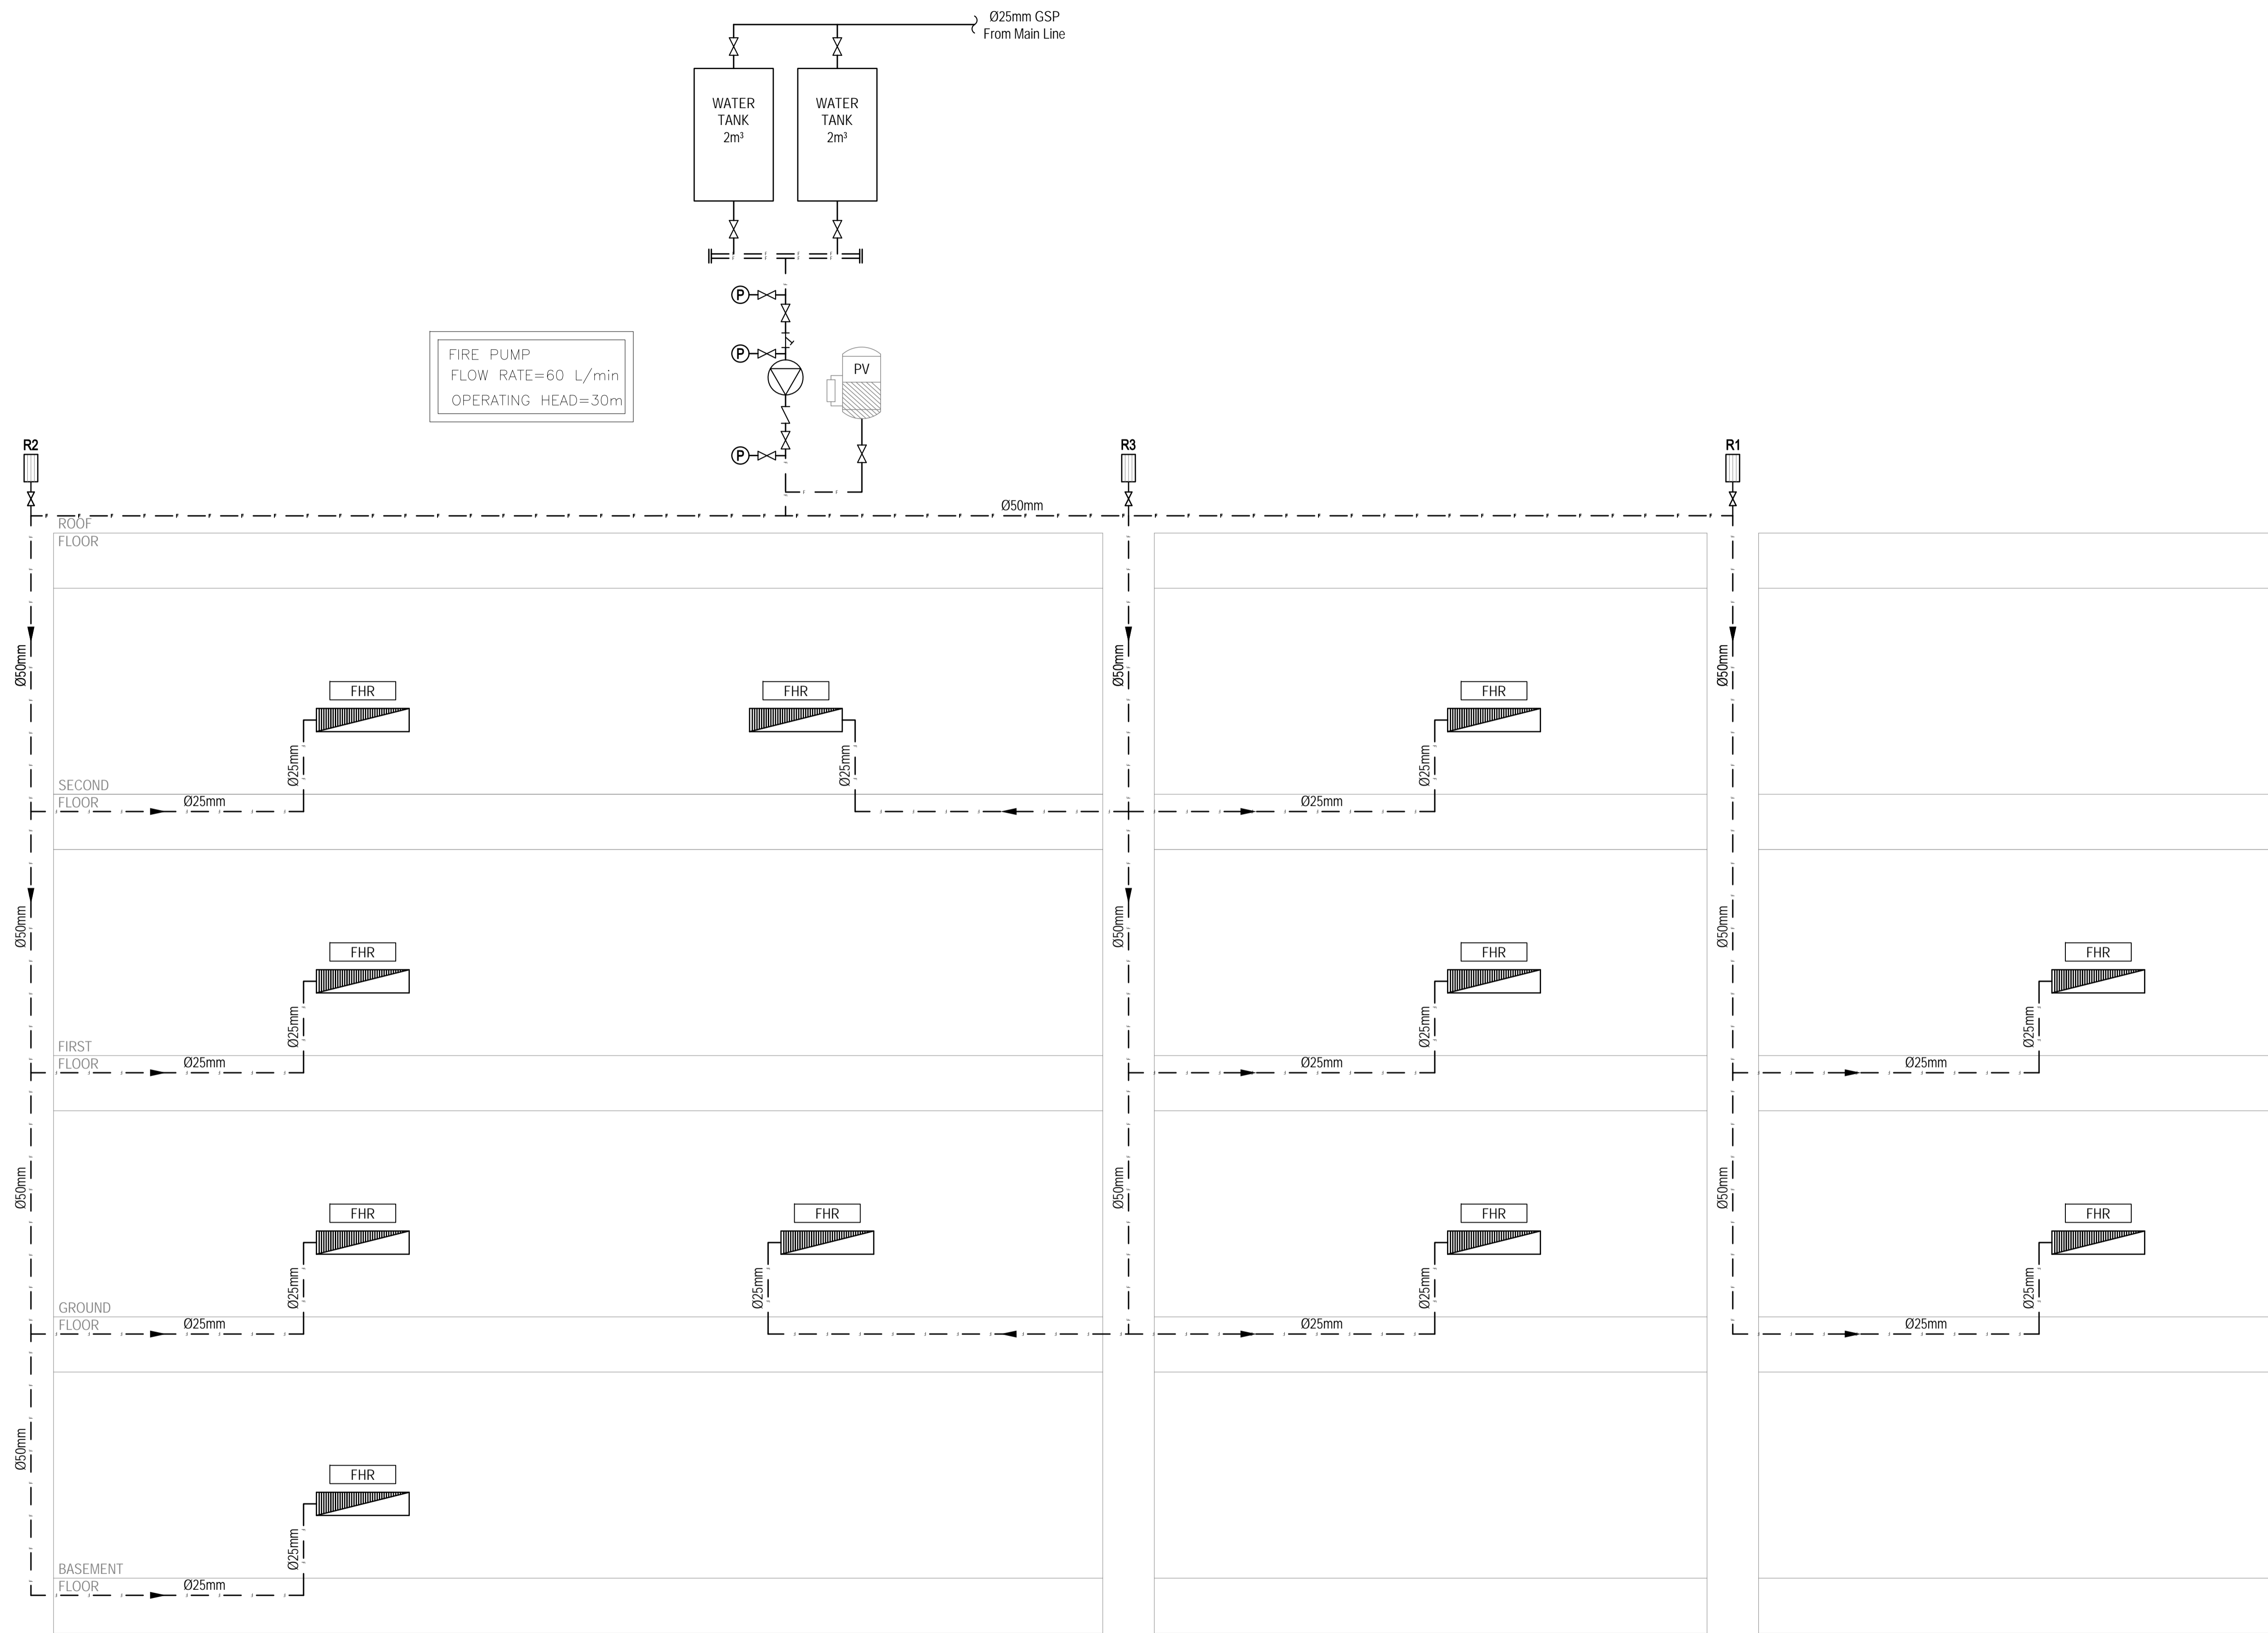 Ø25mm GSP
From Main Line
WATER
TANK
2m³
WATER
TANK
2m³
P
P
FIRE PUMP
FLOW RATE=60 L/min
OPERATING HEAD=30m
PV
P
R2
R3
R1
Ø50mm
ROOF
FLOOR
Ø50mm
Ø50mm
Ø50mm
FHR
FHR
FHR
Ø25mm
Ø25mm
Ø25mm
SECOND
FLOOR
Ø25mm
Ø25mm
Ø50mm
Ø50mm
Ø50mm
FHR
FHR
FHR
Ø25mm
Ø25mm
Ø25mm
FIRST
FLOOR
Ø25mm
Ø25mm
Ø25mm
Ø50mm
Ø50mm
Ø50mm
FHR
FHR
FHR
FHR
Ø25mm
Ø25mm
Ø25mm
Ø25mm
GROUND
FLOOR
Ø25mm
Ø25mm
Ø25mm
Ø50mm
FHR
Ø25mm
BASEMENT
FLOOR
Ø25mm